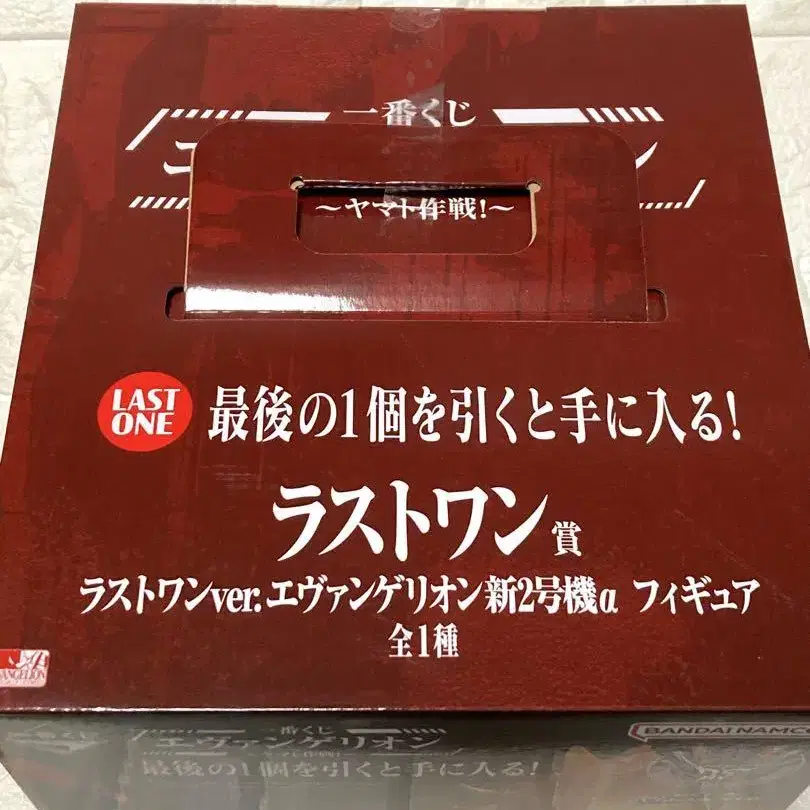 一番くじ
～ヤマト作戦!～
LAST
ONE
最後の1個を引くと手に入る!
ラストワン賞
ラストワンver.エヴァンゲリオン新2号機α フィギュア
全1種
一番くじ
エヴァンゲリオン
最後の1個を引くと手に入る!
BANDAI NAMCO